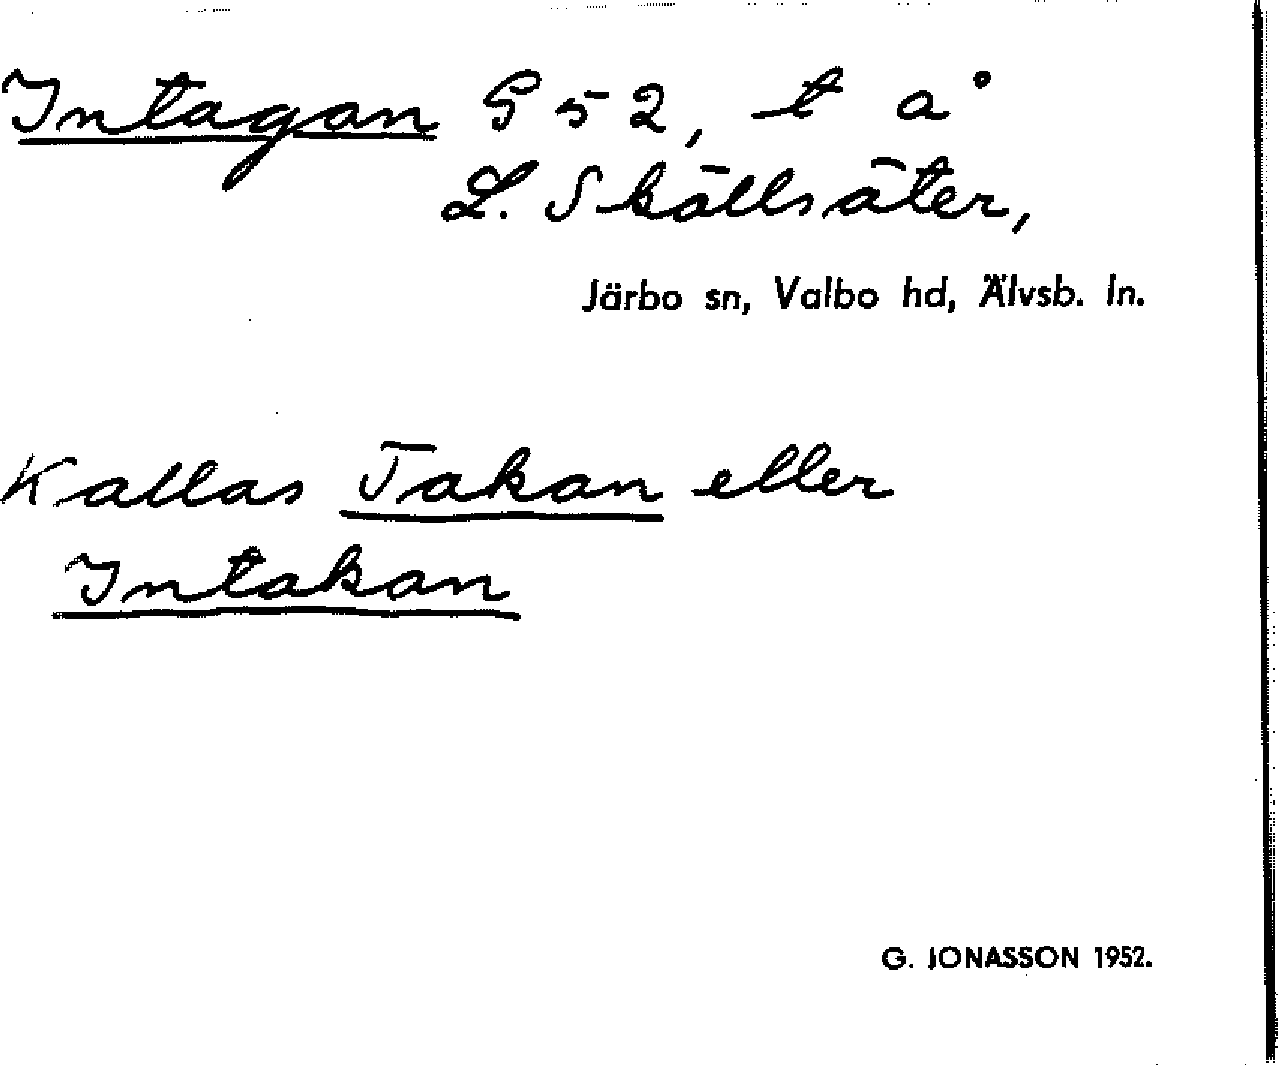 Intagan S 52, t å
L. Skällsäter,
Järbo sn, Valbo hd, Älvsb. ln.
Kallas Takan eller
Intakan
G. JONASSON 1952.